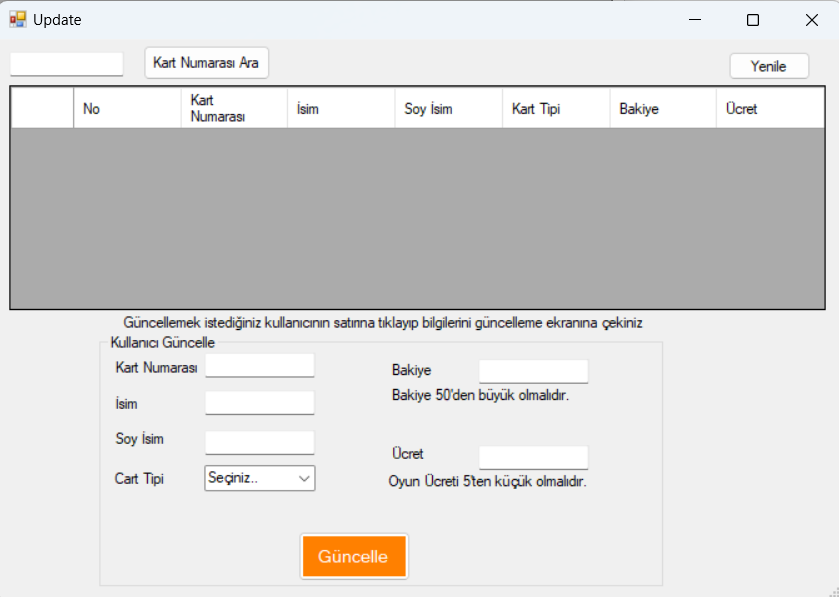 Update
Kart Numarası Ara
Yenile
No
Kart
Numarası
İsim
Soy İsim
Kart Tipi
Bakiye
Ücret
Güncellemek istediğiniz kullanıcının satırına tıklayıp bilgilerini güncelleme ekranına çekiniz
Kullanıcı Güncelle
Kart Numarası
İsim
Soy İsim
Cart Tipi
Seçiniz..
Bakiye
Bakiye 50'den büyük olmalıdır.
Ücret
Oyun Ücreti 5'ten küçük olmalıdır.
Güncelle